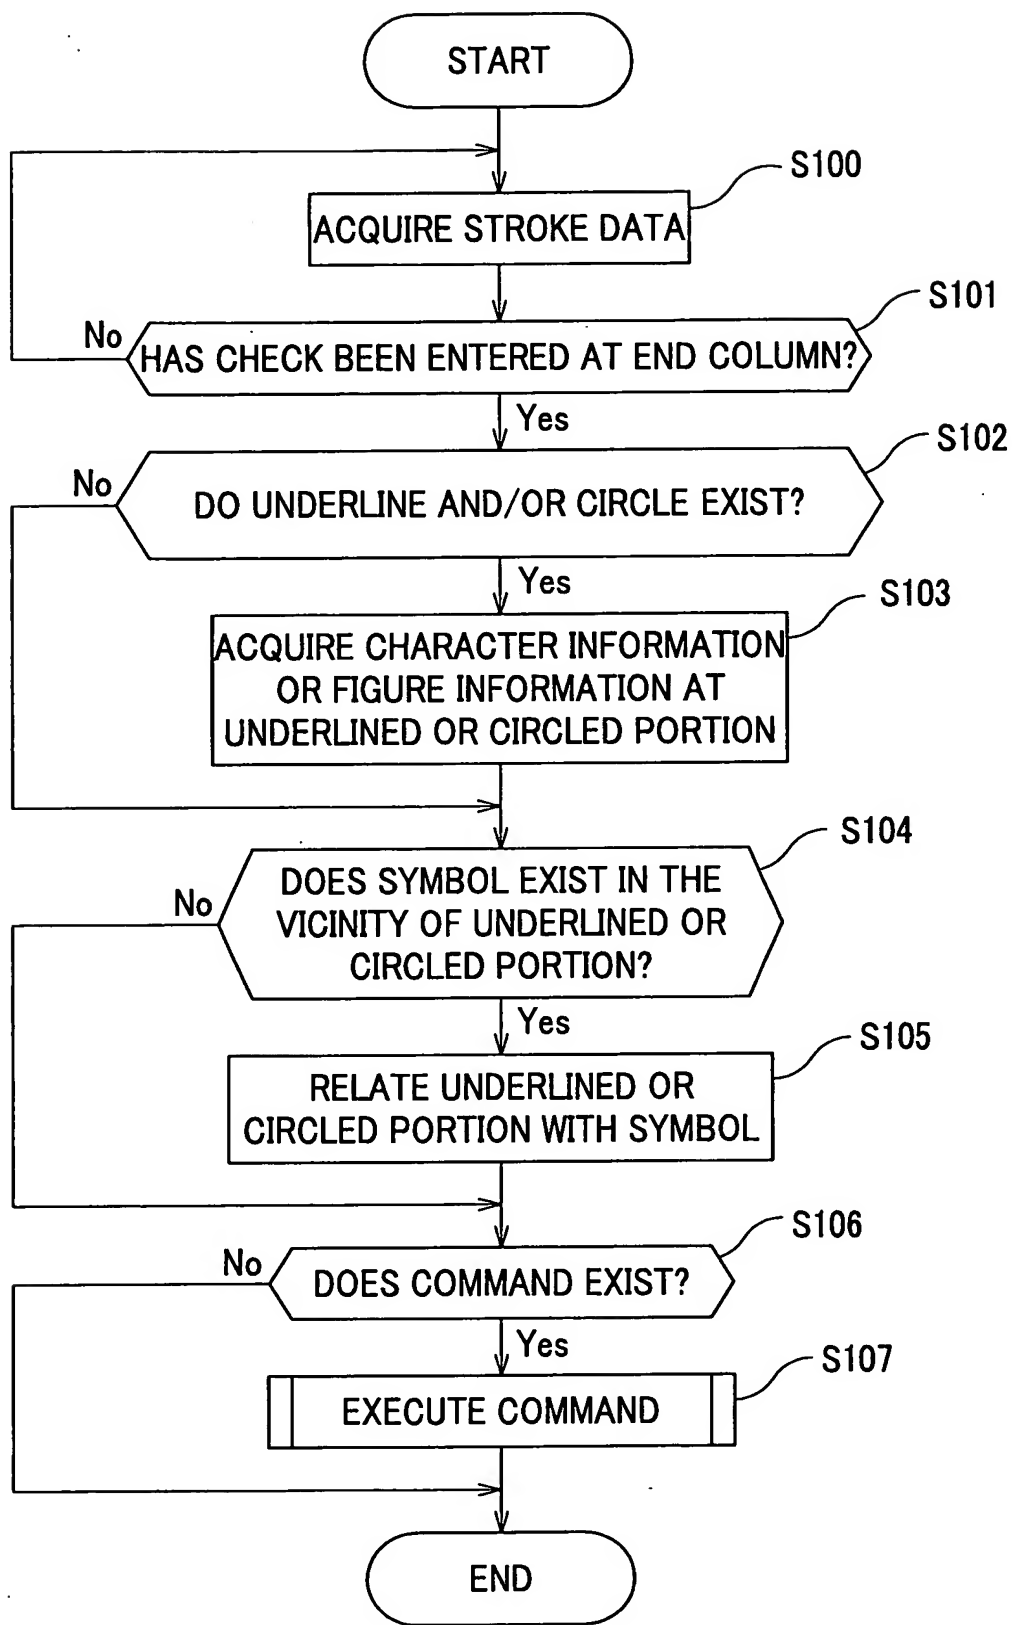 START
S100
ACQUIRE STROKE DATA
S101
No
HAS CHECK BEEN ENTERED AT END COLUMN?
Yes
S102
No
DO UNDERLINE AND/OR CIRCLE EXIST?
Yes
S103
ACQUIRE CHARACTER INFORMATION
OR FIGURE INFORMATION AT
UNDERLINED OR CIRCLED PORTION
S104
No
DOES SYMBOL EXIST IN THE
VICINITY OF UNDERLINED OR
CIRCLED PORTION?
Yes
S105
RELATE UNDERLINED OR
CIRCLED PORTION WITH SYMBOL
S106
No
DOES COMMAND EXIST?
Yes
S107
EXECUTE COMMAND
END